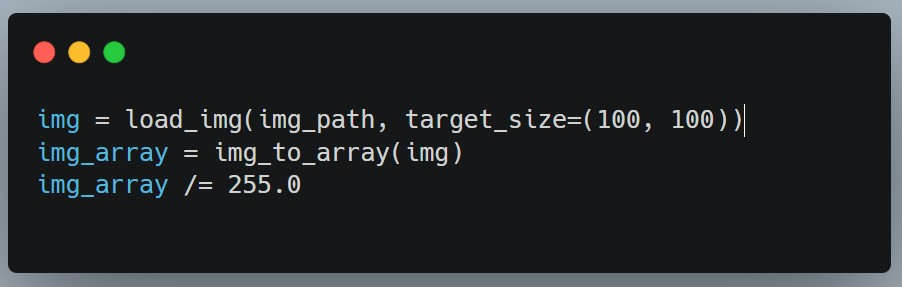 img = load_img(img_path, target_size=(100, 100))
img_array = img_to_array(img)
img_array /= 255.0